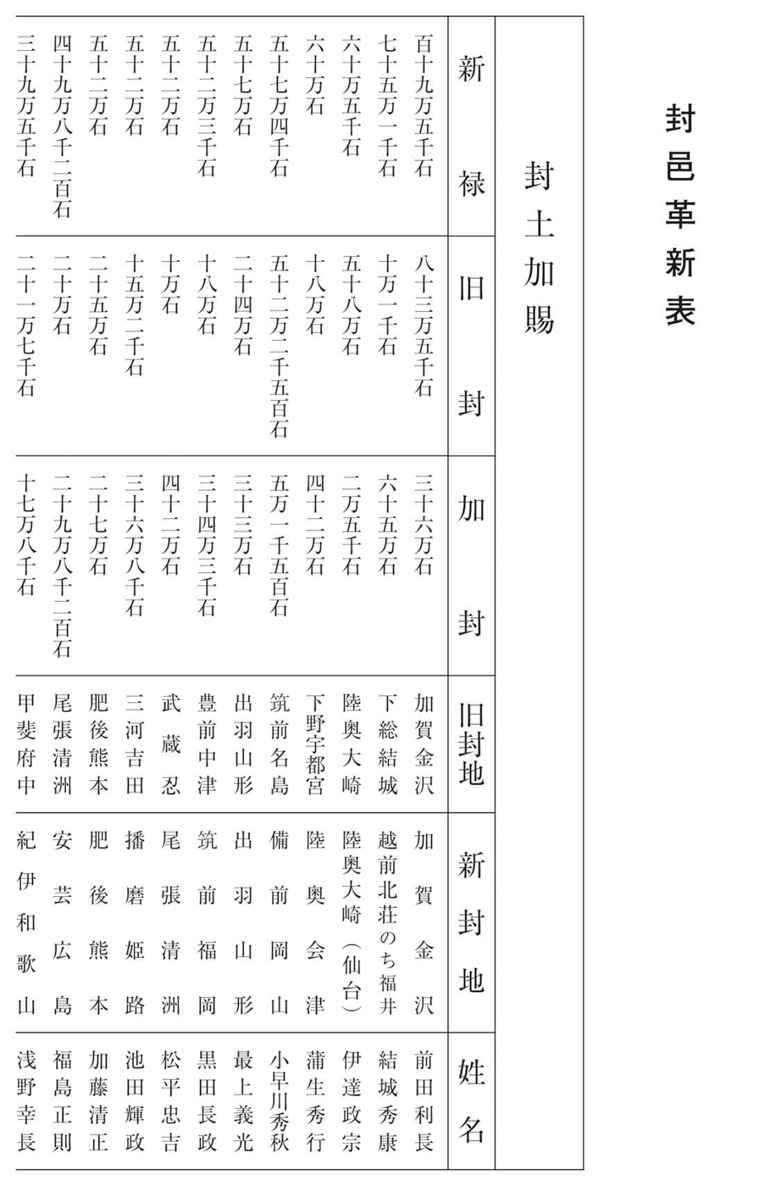 封邑革新表
封土加賜
新禄 旧封 加封 旧封地 新封地 姓名
百十九万五千石 八十三万五千石 三十六万石 加賀金沢 加賀金沢 前田利長
七十五万一千石 十万一千石 六十五万石 下総結城 越前北荘のち福井 結城秀康
六十万五千石 五十八万石 二万五千石 陸奥大崎 陸奥大崎(仙台) 伊達政宗
六十万石 十八万石 四十二万石 下野宇都宮 陸奥会津 蒲生秀行
五十七万四千石 五十二万二千五百石 五万一千五百石 筑前名島 備前岡山 小早川秀秋
五十七万石 二十四万石 三十三万石 出羽山形 出羽山形 最上義光
五十二万三千石 十八万石 三十四万三千石 豊前中津 筑前福岡 黒田長政
五十二万石 十万石 四十二万石 武蔵忍 尾張清洲 松平忠吉
五十二万石 十五万二千石 三十六万八千石 三河吉田 播磨姫路 池田輝政
五十二万石 二十五万石 二十七万石 肥後熊本 肥後熊本 加藤清正
四十九万八千二百石 二十万石 二十九万八千二百石 尾張清洲 安芸広島 福島正則
三十九万五千石 二十一万七千石 十七万八千石 甲斐府中 紀伊和歌山 浅野幸長